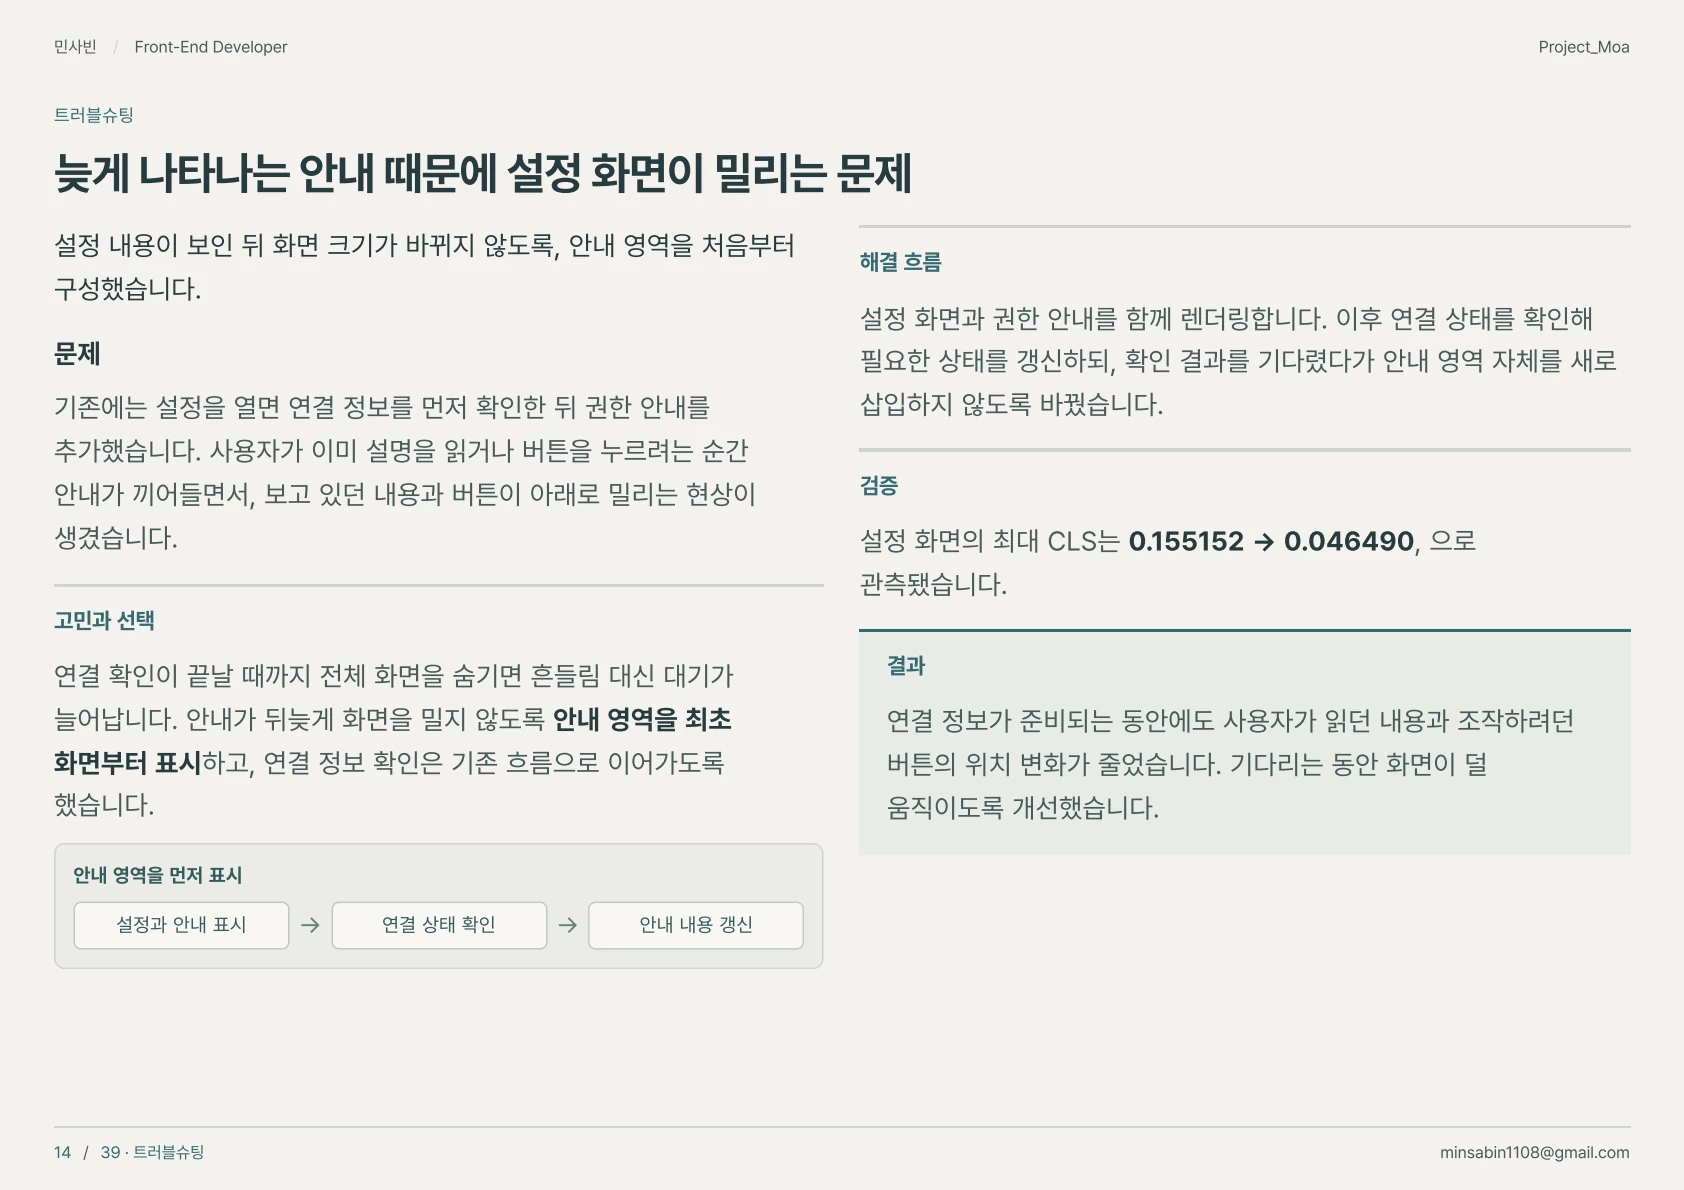 민사빈 / Front-End Developer
Project_Moa
트러블슈팅
늦게 나타나는 안내 때문에 설정 화면이 밀리는 문제
설정 내용이 보인 뒤 화면 크기가 바뀌지 않도록, 안내 영역을 처음부터
구성했습니다.
문제
기존에는 설정을 열면 연결 정보를 먼저 확인한 뒤 권한 안내를
추가했습니다. 사용자가 이미 설명을 읽거나 버튼을 누르려는 순간
안내가 끼어들면서, 보고 있던 내용과 버튼이 아래로 밀리는 현상이
생겼습니다.
고민과 선택
연결 확인이 끝날 때까지 전체 화면을 숨기면 흔들림 대신 대기가
늘어납니다. 안내가 뒤늦게 화면을 밀지 않도록 안내 영역을 최초
화면부터 표시하고, 연결 정보 확인은 기존 흐름으로 이어가도록
했습니다.
안내 영역을 먼저 표시
설정과 안내 표시 → 연결 상태 확인 → 안내 내용 갱신
해결 흐름
설정 화면과 권한 안내를 함께 렌더링합니다. 이후 연결 상태를 확인해
필요한 상태를 갱신하되, 확인 결과를 기다렸다가 안내 영역 자체를 새로
삽입하지 않도록 바꿨습니다.
검증
설정 화면의 최대 CLS는 0.155152 → 0.046490, 으로
관측됐습니다.
결과
연결 정보가 준비되는 동안에도 사용자가 읽던 내용과 조작하려던
버튼의 위치 변화가 줄었습니다. 기다리는 동안 화면이 덜
움직이도록 개선했습니다.
14 / 39 · 트러블슈팅
minsabin1108@gmail.com